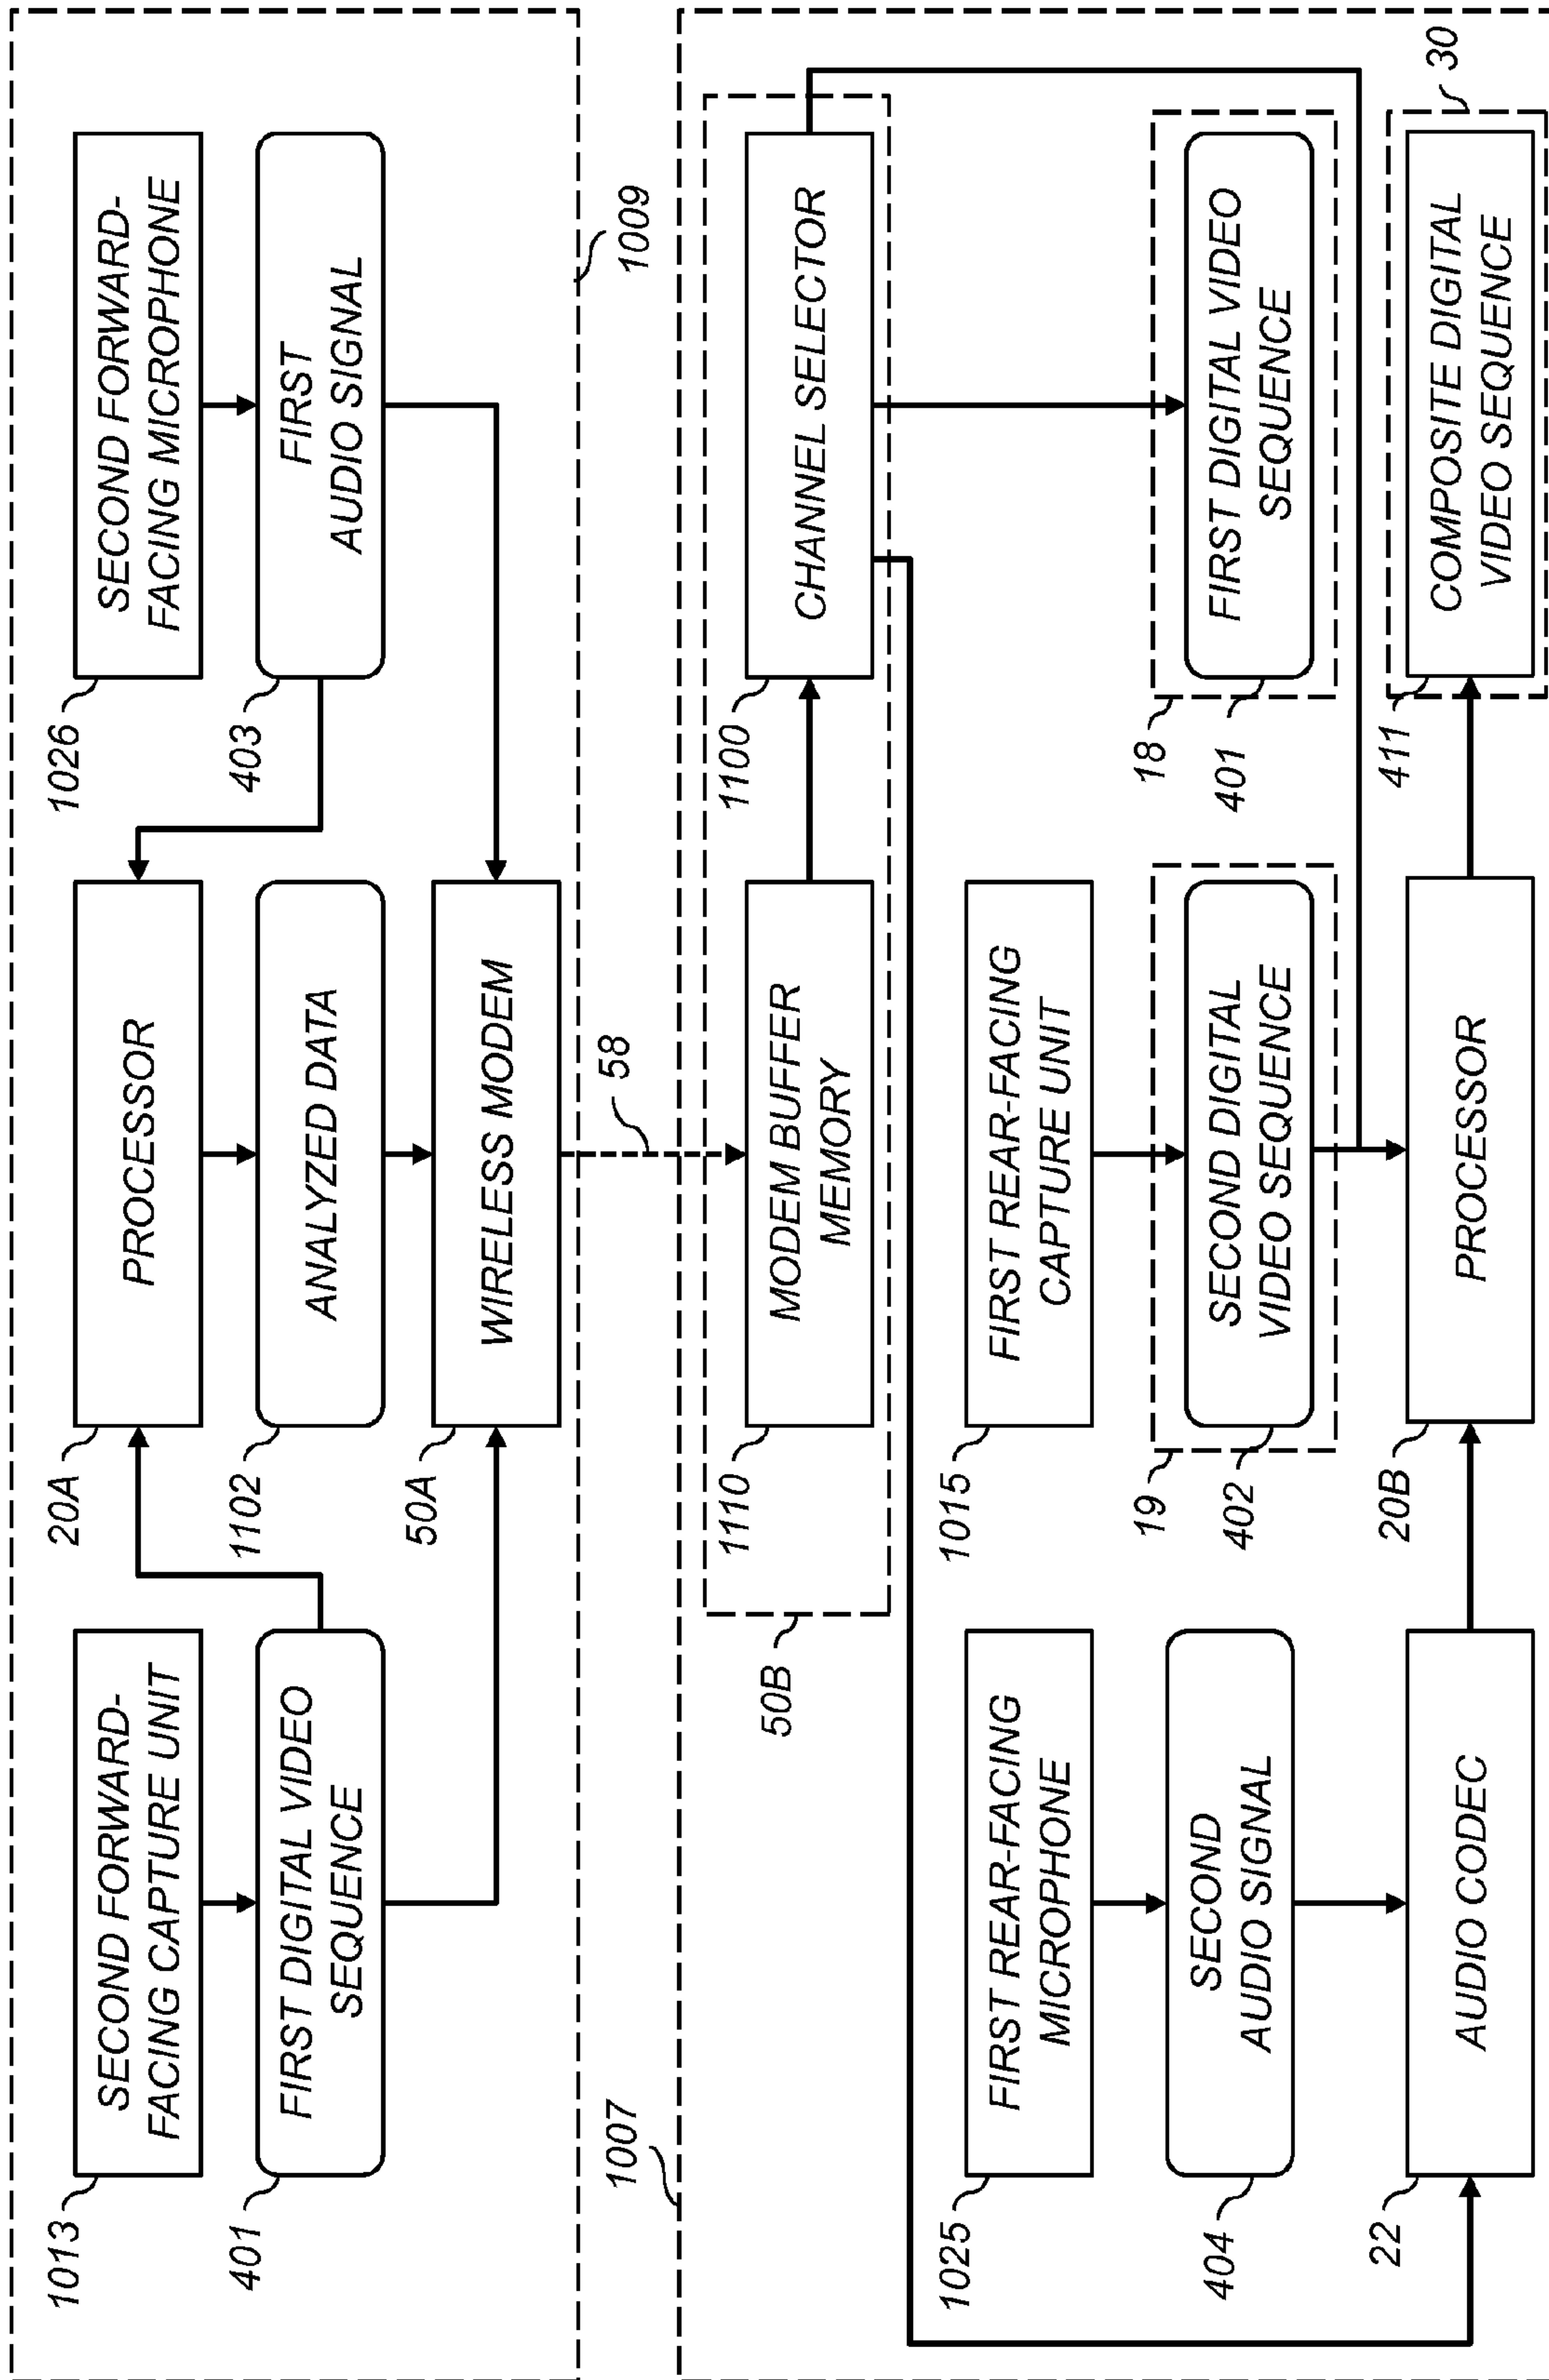 1013
SECOND FORWARD-
FACING CAPTURE UNIT
20A
PROCESSOR
1026
SECOND FORWARD-
FACING MICROPHONE
401
FIRST DIGITAL VIDEO
SEQUENCE
1102
ANALYZED DATA
403
FIRST
AUDIO SIGNAL
50A
WIRELESS MODEM
1009
58
1007
50B
1110
MODEM BUFFER
MEMORY
1100
CHANNEL SELECTOR
1025
FIRST REAR-FACING
MICROPHONE
1015
FIRST REAR-FACING
CAPTURE UNIT
404
SECOND
AUDIO SIGNAL
19
402
SECOND DIGITAL
VIDEO SEQUENCE
18
401
FIRST DIGITAL VIDEO
SEQUENCE
22
AUDIO CODEC
20B
PROCESSOR
411
COMPOSITE DIGITAL
VIDEO SEQUENCE
30